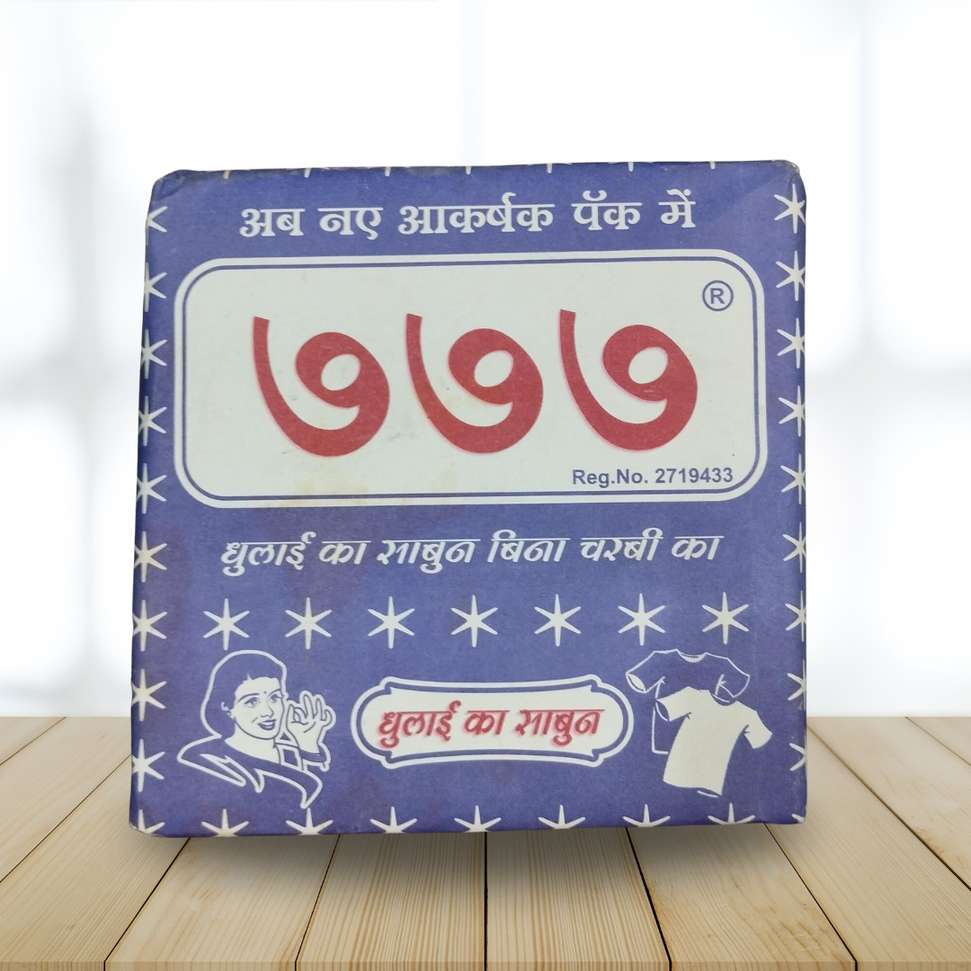 अब नए आकर्षक पॅक में
७७७ ®
Reg.No. 2719433
धुलाई का साबुन बिना चरबी का
धुलाई का साबुन